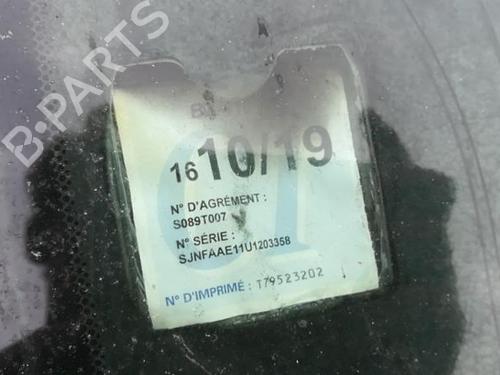 B-PARTS
16 10/19
N° D'AGRÉMENT :
S089T007
N° SÉRIE :
SJNFAAE11U1203358
N° D'IMPRIMÉ : T79523202